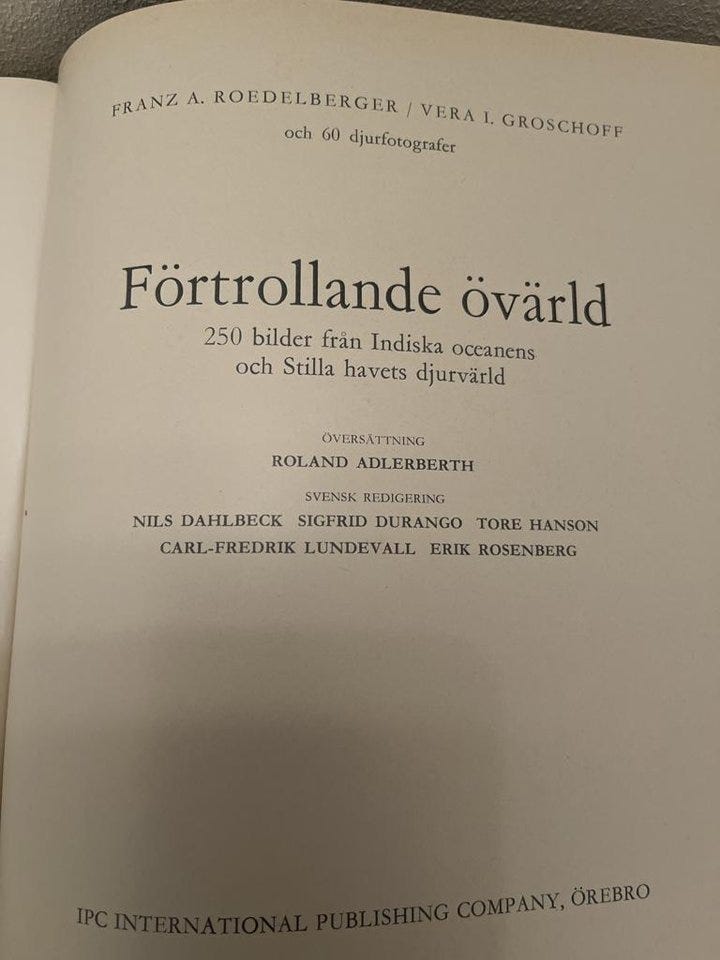 FRANZ A. ROEDELBERGER / VERA I. GROSCHOFF
och 60 djurfotografer
Förtrollande övärld
250 bilder från Indiska oceanens
och Stilla havets djurvärld
ÖVERSÄTTNING
ROLAND ADLERBERTH
SVENSK REDIGERING
NILS DAHLBECK SIGFRID DURANGO TORE HANSON
CARL-FREDRIK LUNDEVALL ERIK ROSENBERG
IPC INTERNATIONAL PUBLISHING COMPANY, ÖREBRO